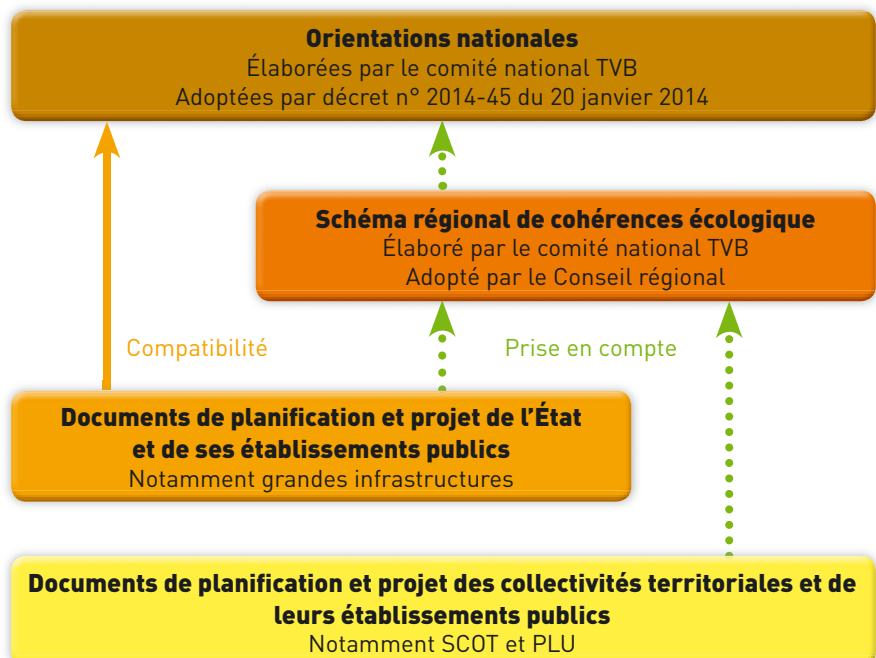 Orientations nationales
Élaborées par le comité national TVB
Adoptées par décret n° 2014-45 du 20 janvier 2014
Schéma régional de cohérences écologique
Élaboré par le comité national TVB
Adopté par le Conseil régional
Compatibilité
Prise en compte
Documents de planification et projet de l’État
et de ses établissements publics
Notamment grandes infrastructures
Documents de planification et projet des collectivités territoriales et de
leurs établissements publics
Notamment SCOT et PLU